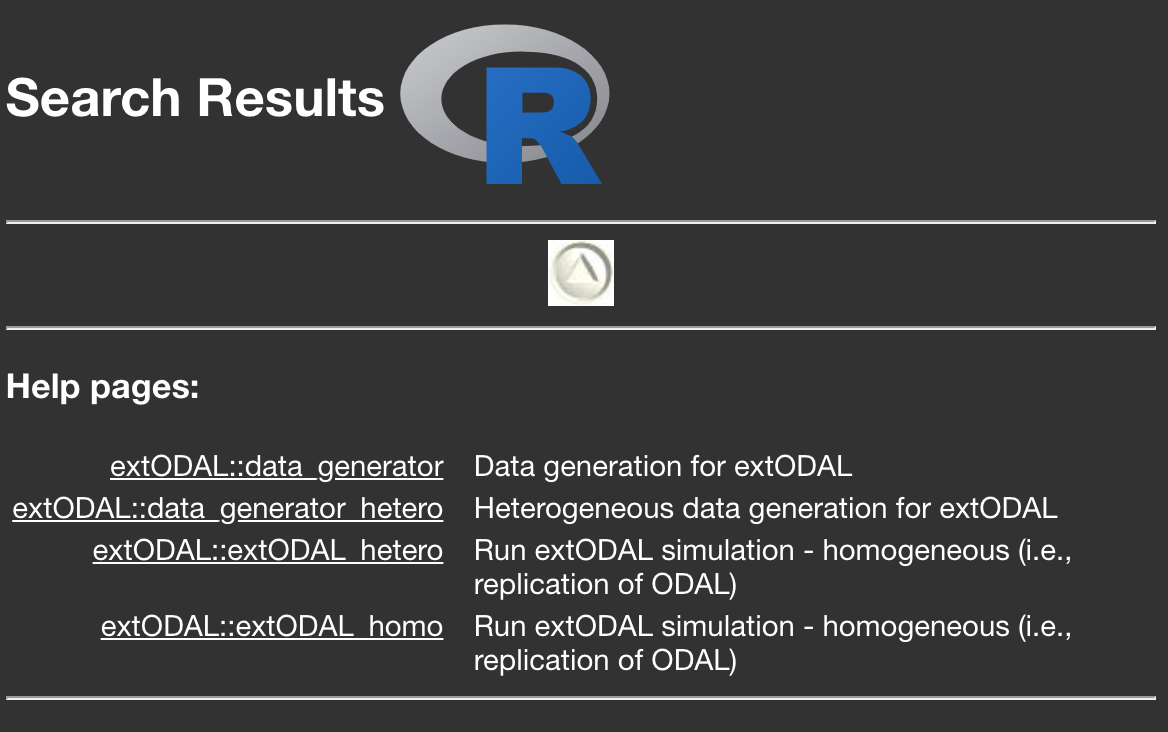 Search Results R
Help pages:
extODAL::data_generator Data generation for extODAL
extODAL::data_generator_hetero Heterogeneous data generation for extODAL
extODAL::extODAL_hetero Run extODAL simulation - homogeneous (i.e.,
replication of ODAL)
extODAL::extODAL_homo Run extODAL simulation - homogeneous (i.e.,
replication of ODAL)